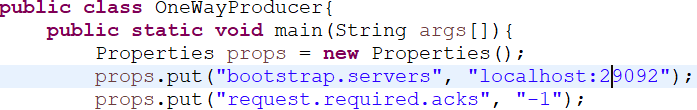 public class OneWayProducer{
public static void main(String args[]){
Properties props = new Properties();
props.put("bootstrap.servers", "localhost:29092");
props.put("request.required.acks", "-1");